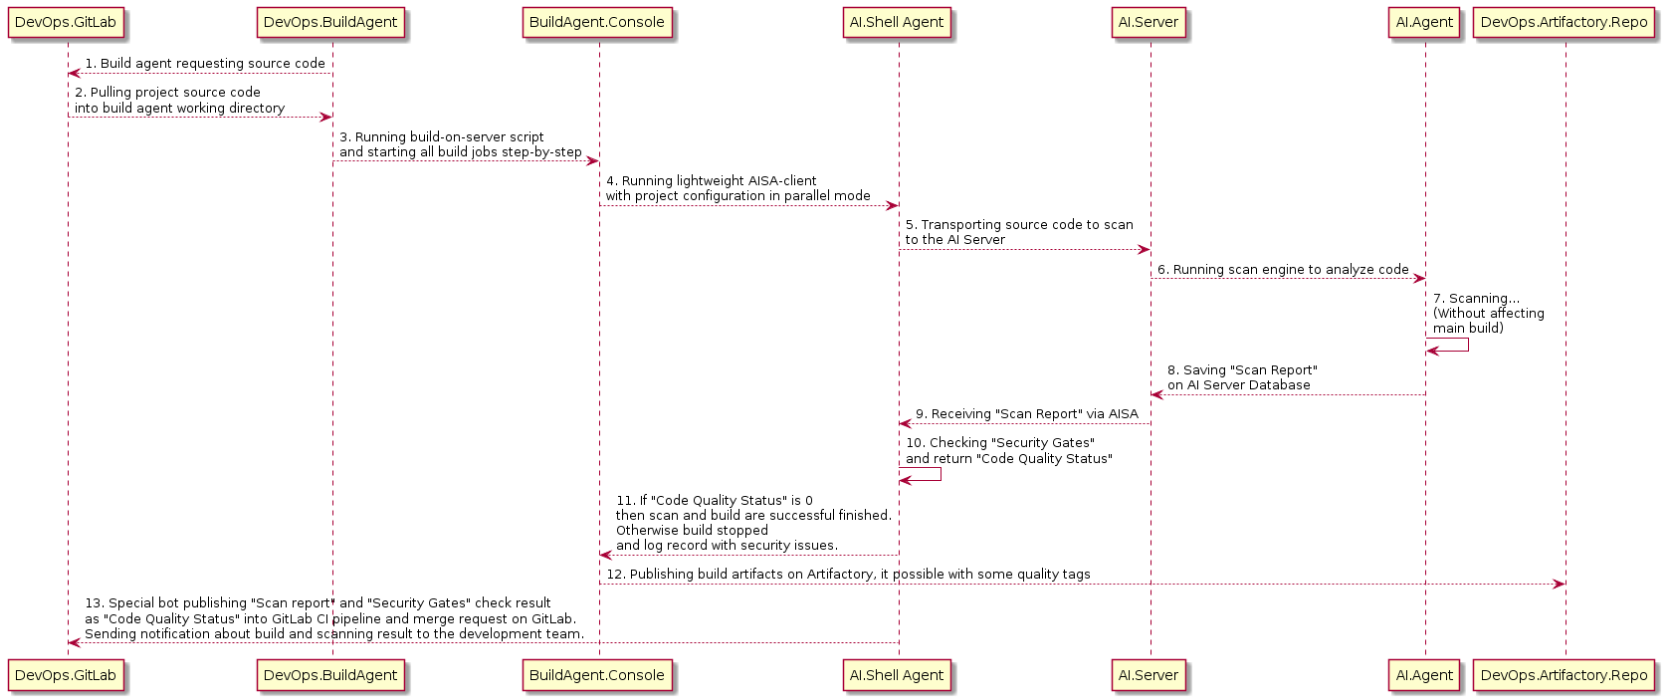 DevOps.GitLab
DevOps.BuildAgent
BuildAgent.Console
AI.Shell Agent
AI.Server
AI.Agent
DevOps.Artifactory.Repo
1. Build agent requesting source code
2. Pulling project source code
into build agent working directory
3. Running build-on-server script
and starting all build jobs step-by-step
4. Running lightweight AISA-client
with project configuration in parallel mode
5. Transporting source code to scan
to the AI Server
6. Running scan engine to analyze code
7. Scanning...
(Without affecting
main build)
8. Saving "Scan Report"
on AI Server Database
9. Receiving "Scan Report" via AISA
10. Checking "Security Gates"
and return "Code Quality Status"
11. If "Code Quality Status" is 0
then scan and build are successful finished.
Otherwise build stopped
and log record with security issues.
12. Publishing build artifacts on Artifactory, it possible with some quality tags
13. Special bot publishing "Scan report" and "Security Gates" check result
as "Code Quality Status" into GitLab CI pipeline and merge request on GitLab.
Sending notification about build and scanning result to the development team.
DevOps.GitLab
DevOps.BuildAgent
BuildAgent.Console
AI.Shell Agent
AI.Server
AI.Agent
DevOps.Artifactory.Repo